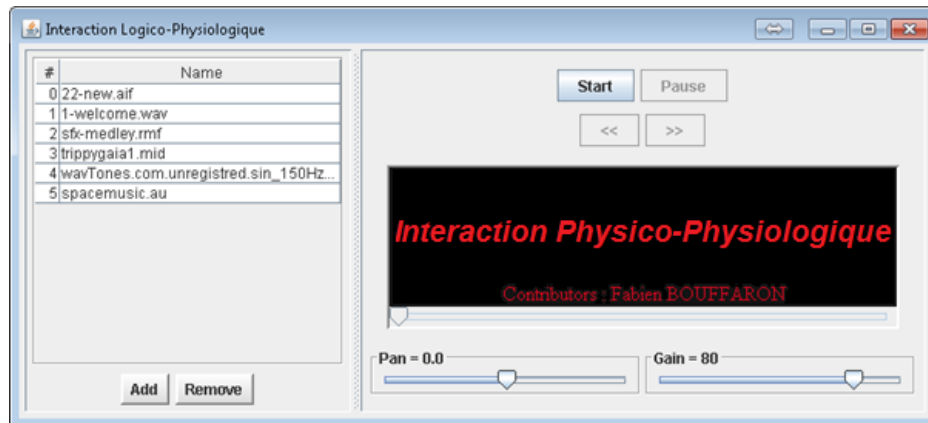 Interaction Logico-Physiologique
# Name
0 22-new.aif
1 1-welcome.wav
2 sfx-medley.rmf
3 trippygaia1.mid
4 wavTones.com.unregistred.sin_150Hz...
5 spacemusic.au
Add Remove
Start Pause
<< >>
Interaction Physico-Physiologique
Contributors : Fabien BOUFFARON
Pan = 0.0 Gain = 80